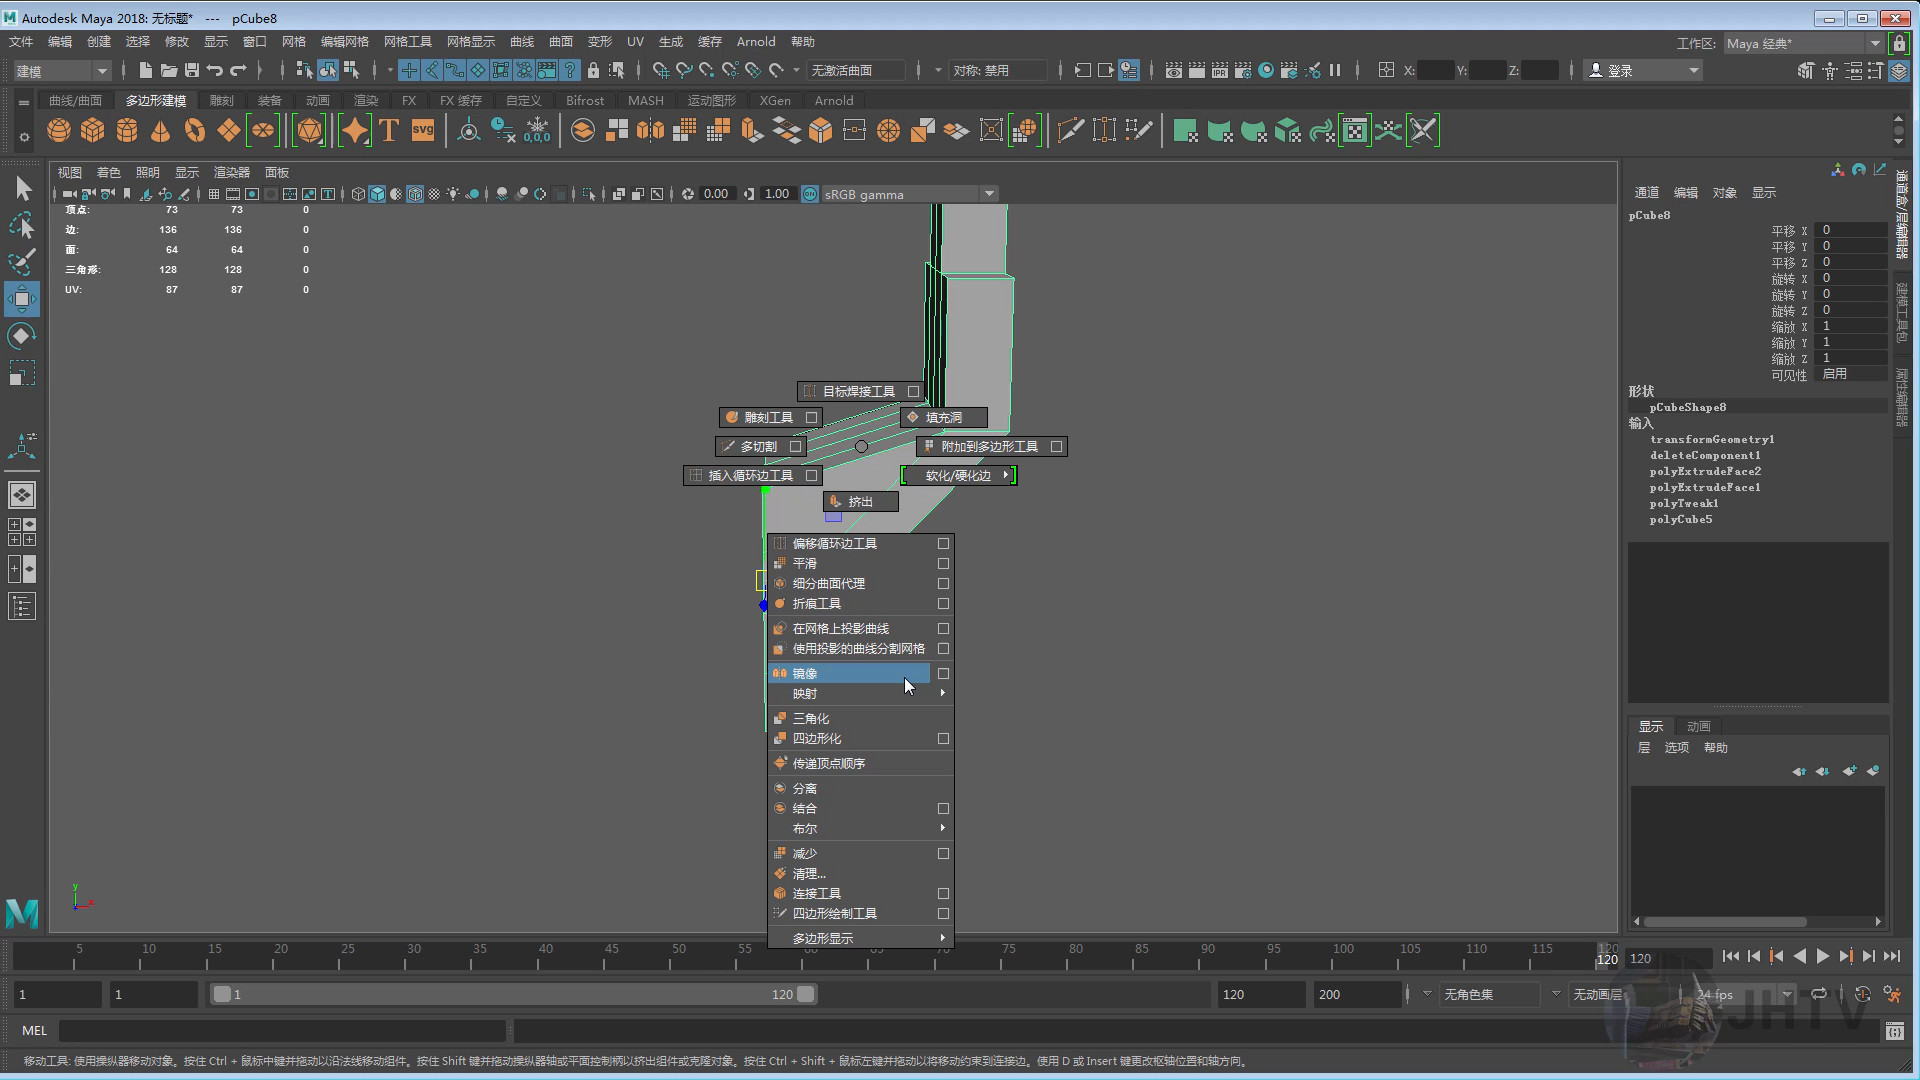 Autodesk Maya 2018: 无标题* --- pCube8
文件 编辑 创建 选择 修改 显示 窗口 网格 编辑网格 网格工具 网格显示 曲线 曲面 变形 UV 生成 缓存 Arnold 帮助
工作区: Maya 经典*
建模 无激活曲面 对称: 禁用 X: Y: Z: 登录
曲线/曲面 多边形建模 雕刻 装备 动画 渲染 FX FX 缓存 自定义 Bifrost MASH 运动图形 XGen Arnold
视图 着色 照明 显示 渲染器 面板
0.00 1.00 sRGB gamma
顶点: 73 73 0
边: 136 136 0
面: 64 64 0
三角形: 128 128 0
UV: 87 87 0
目标焊接工具
雕刻工具 填充洞
多切割 附加到多边形工具
插入循环边工具 软化/硬化边
挤出
偏移循环边工具
平滑
细分曲面代理
折痕工具
在网格上投影曲线
使用投影的曲线分割网格
镜像
映射
三角化
四边形化
传递顶点顺序
分离
结合
布尔
减少
清理...
连接工具
四边形绘制工具
多边形显示
通道 编辑 对象 显示
pCube8
平移 X 0
平移 Y 0
平移 Z 0
旋转 X 0
旋转 Y 0
旋转 Z 0
缩放 X 1
缩放 Y 1
缩放 Z 1
可见性 启用
形状
pCubeShape8
输入
transformGeometry1
deleteComponent1
polyExtrudeFace2
polyExtrudeFace1
polyTweak1
polyCube5
通道盒/层编辑器
建模工具包
属性编辑器
显示 动画
层 选项 帮助
5 10 15 20 25 30 35 40 45 50 55 65 70 75 80 85 90 95 100 105 110 115 120
120 120
1 1 1 120 120 200 无角色集 无动画层 24 fps
JHTV
MEL
移动工具: 使用操纵器移动对象。按住 Ctrl + 鼠标中键并拖动以沿法线移动组件。按住 Shift 键并拖动操纵器轴或平面控制柄以挤出组件或克隆对象。按住 Ctrl + Shift + 鼠标左键并拖动以将移动约束到连接边。使用 D 或 Insert 键更改枢轴位置和轴方向。